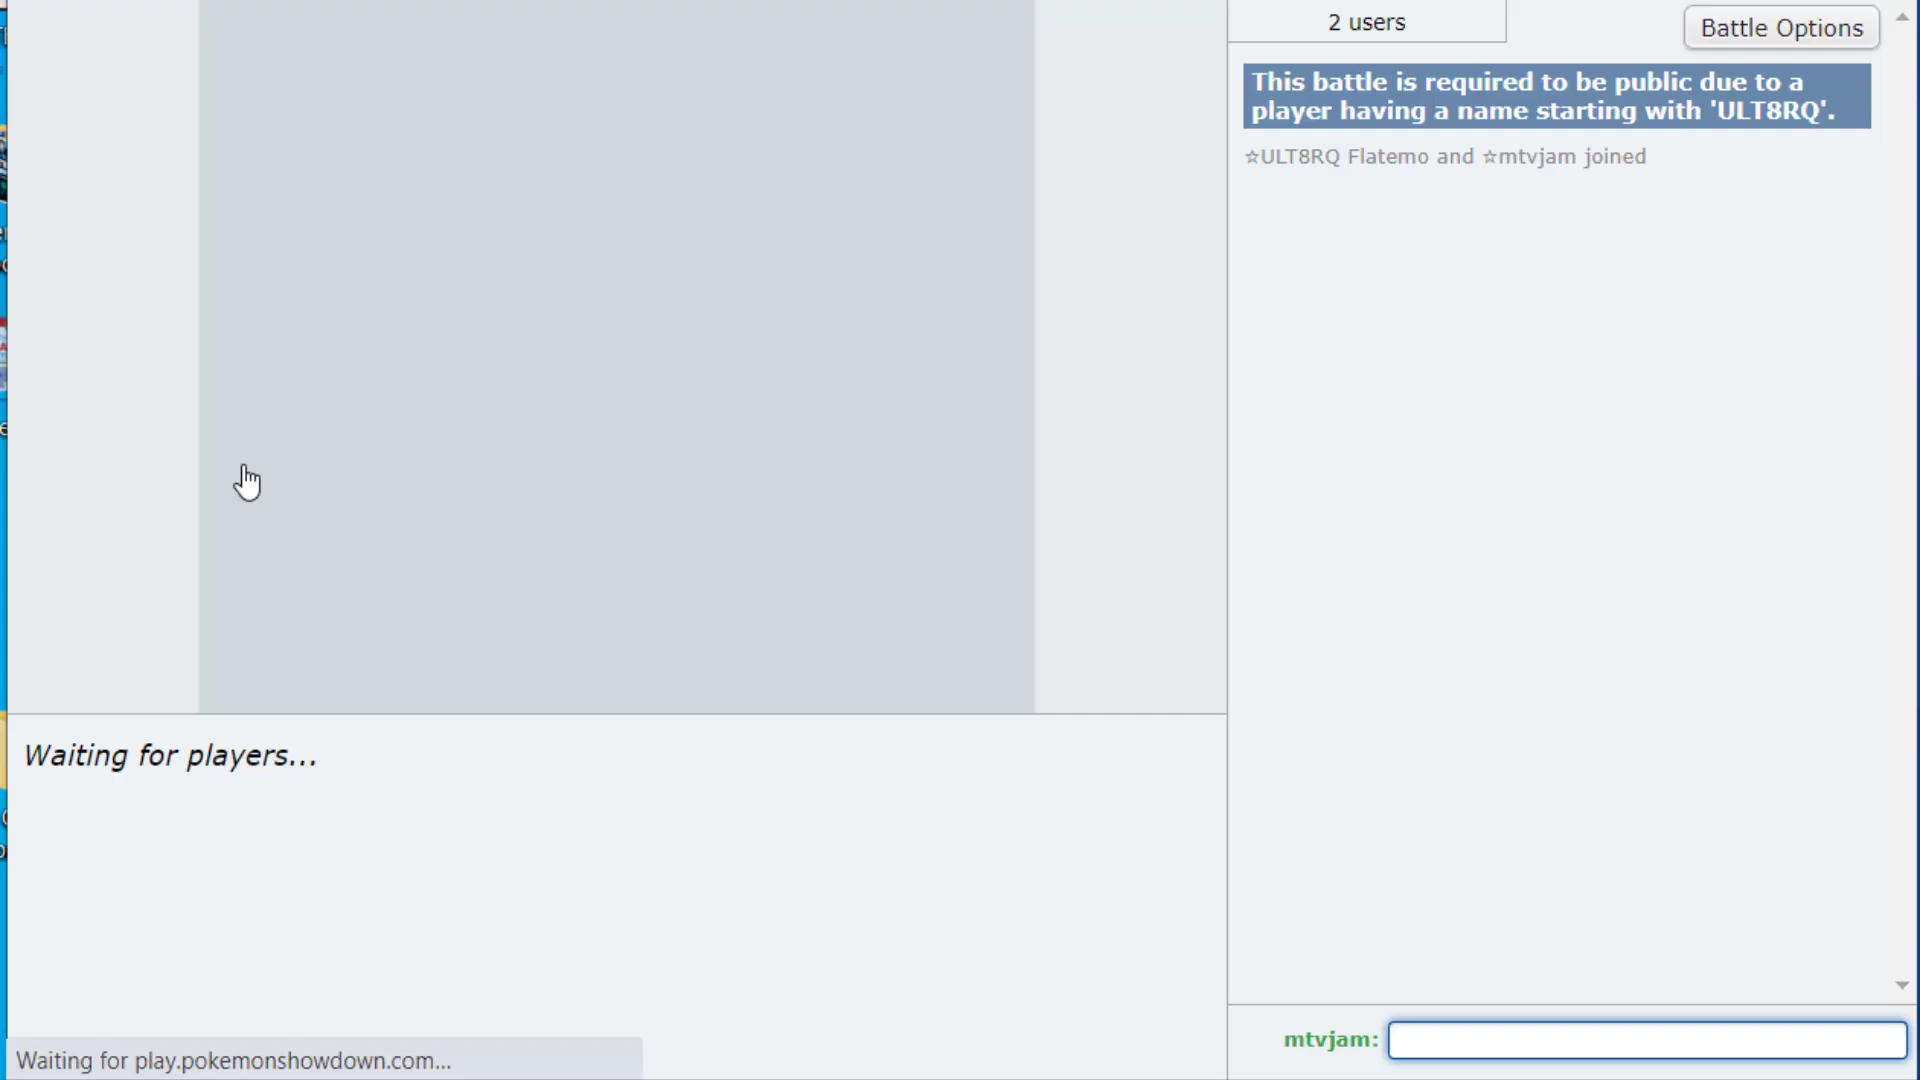 2 users
Battle Options
This battle is required to be public due to a
player having a name starting with 'ULT8RQ'.
☆ULT8RQ Flatemo and ☆mtvjam joined
Waiting for players...
mtvjam:
Waiting for play.pokemonshowdown.com...